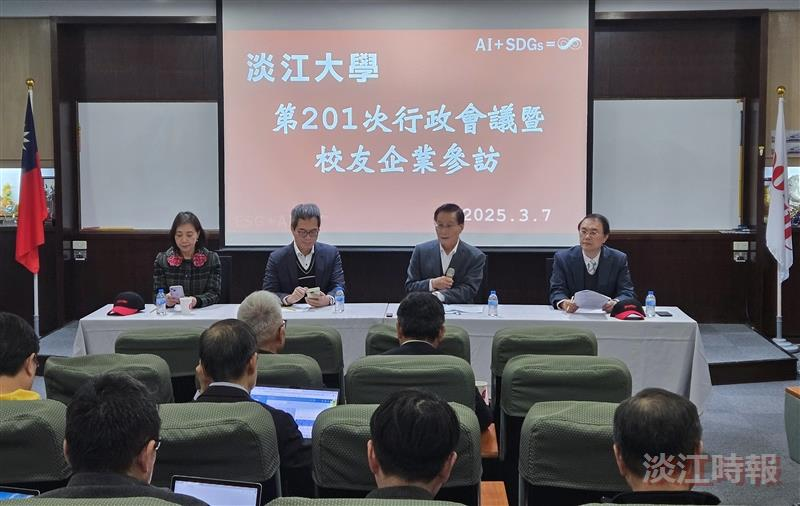 AI+SDGs=∞
淡江大學
第201次行政會議暨
校友企業參訪
2025.3.7
淡江時報